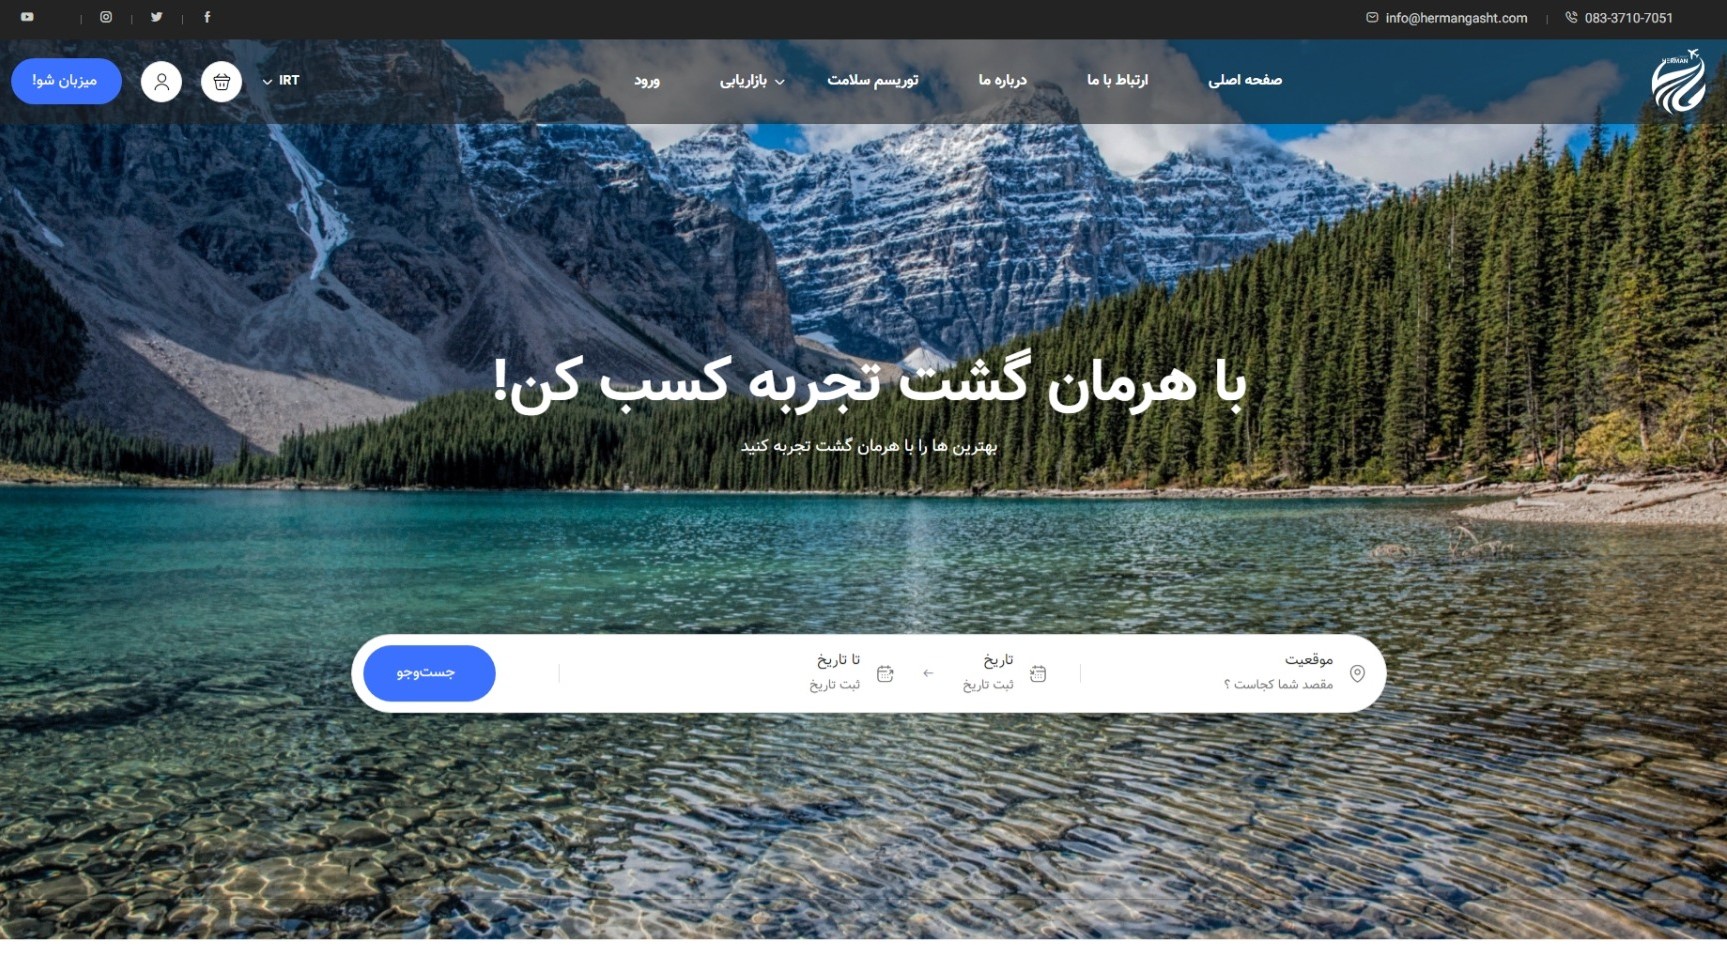 083-3710-7051
info@hermangasht.com
HERMAN
صفحه اصلی
ارتباط با ما
درباره ما
توریسم سلامت
بازاریابی
ورود
IRT
میزبان شو!
با هرمان گشت تجربه کسب کن!
بهترین ها را با هرمان گشت تجربه کنید
موقعیت
مقصد شما کجاست ؟
تاریخ
ثبت تاریخ
تا تاریخ
ثبت تاریخ
جست‌وجو